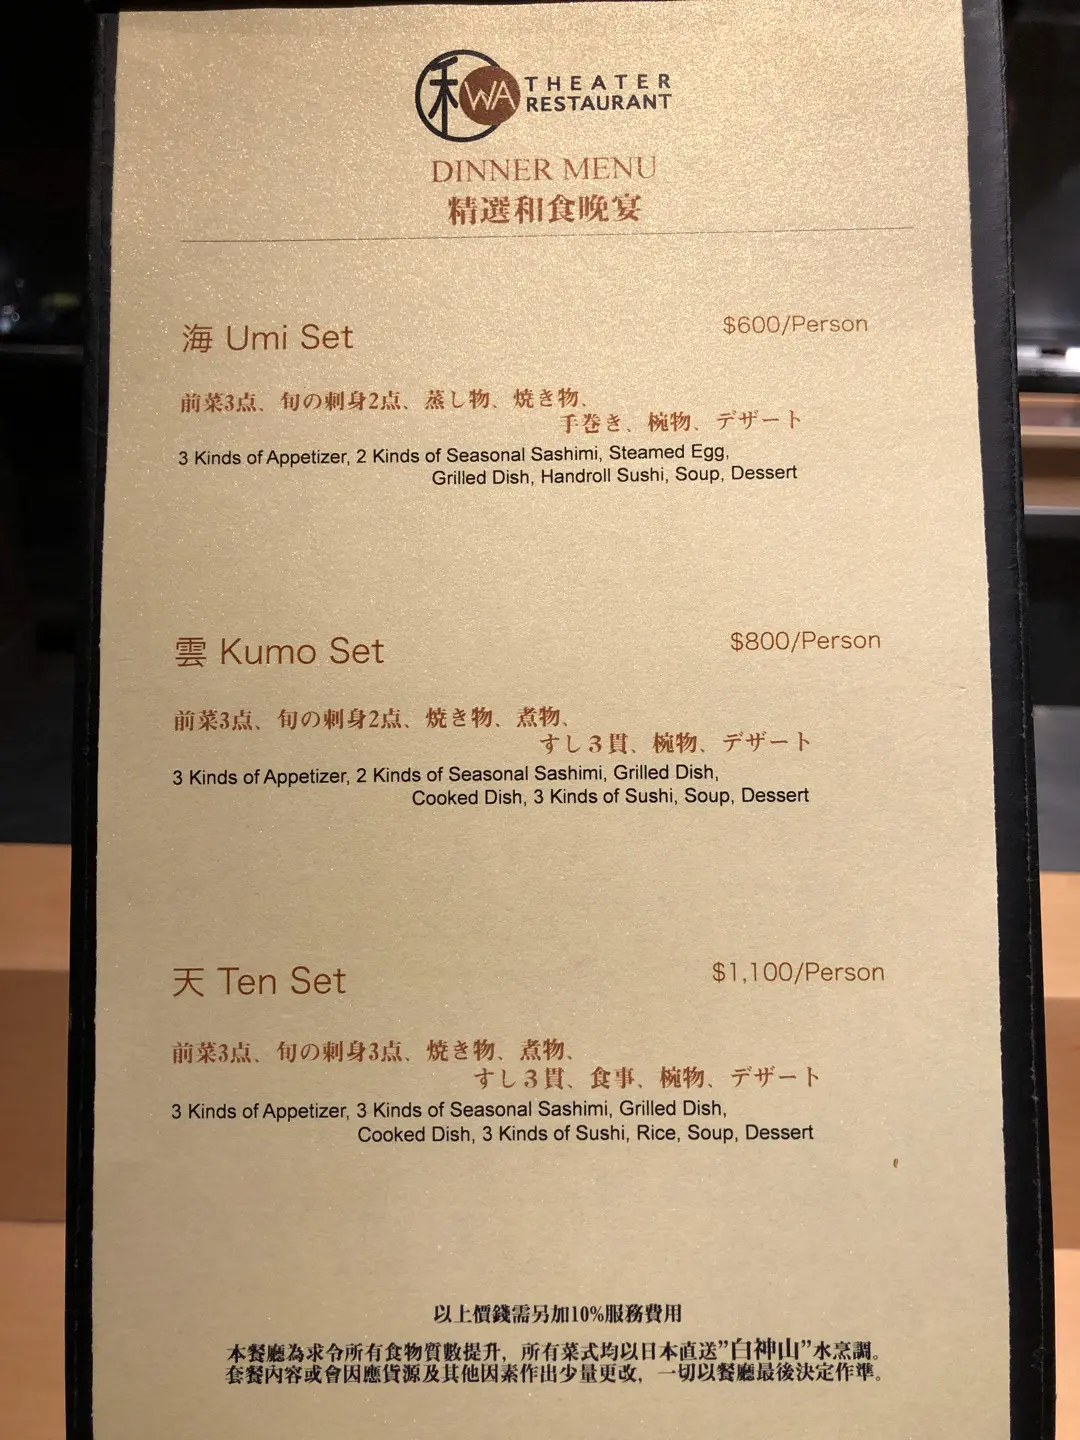 和 WA THEATER
RESTAURANT
DINNER MENU
精選和食晚宴
海 Umi Set $600/Person
前菜3点、旬の刺身2点、蒸し物、焼き物、
手巻き、椀物、デザート
3 Kinds of Appetizer, 2 Kinds of Seasonal Sashimi, Steamed Egg,
Grilled Dish, Handroll Sushi, Soup, Dessert
雲 Kumo Set $800/Person
前菜3点、旬の刺身2点、焼き物、煮物、
すし３貫、椀物、デザート
3 Kinds of Appetizer, 2 Kinds of Seasonal Sashimi, Grilled Dish,
Cooked Dish, 3 Kinds of Sushi, Soup, Dessert
天 Ten Set $1,100/Person
前菜3点、旬の刺身3点、焼き物、煮物、
すし３貫、食事、椀物、デザート
3 Kinds of Appetizer, 3 Kinds of Seasonal Sashimi, Grilled Dish,
Cooked Dish, 3 Kinds of Sushi, Rice, Soup, Dessert
以上價錢需另加10%服務費用
本餐廳為求令所有食物質數提升，所有菜式均以日本直送"白神山"水烹調。
套餐內容或會因應貨源及其他因素作出少量更改，一切以餐廳最後決定作準。